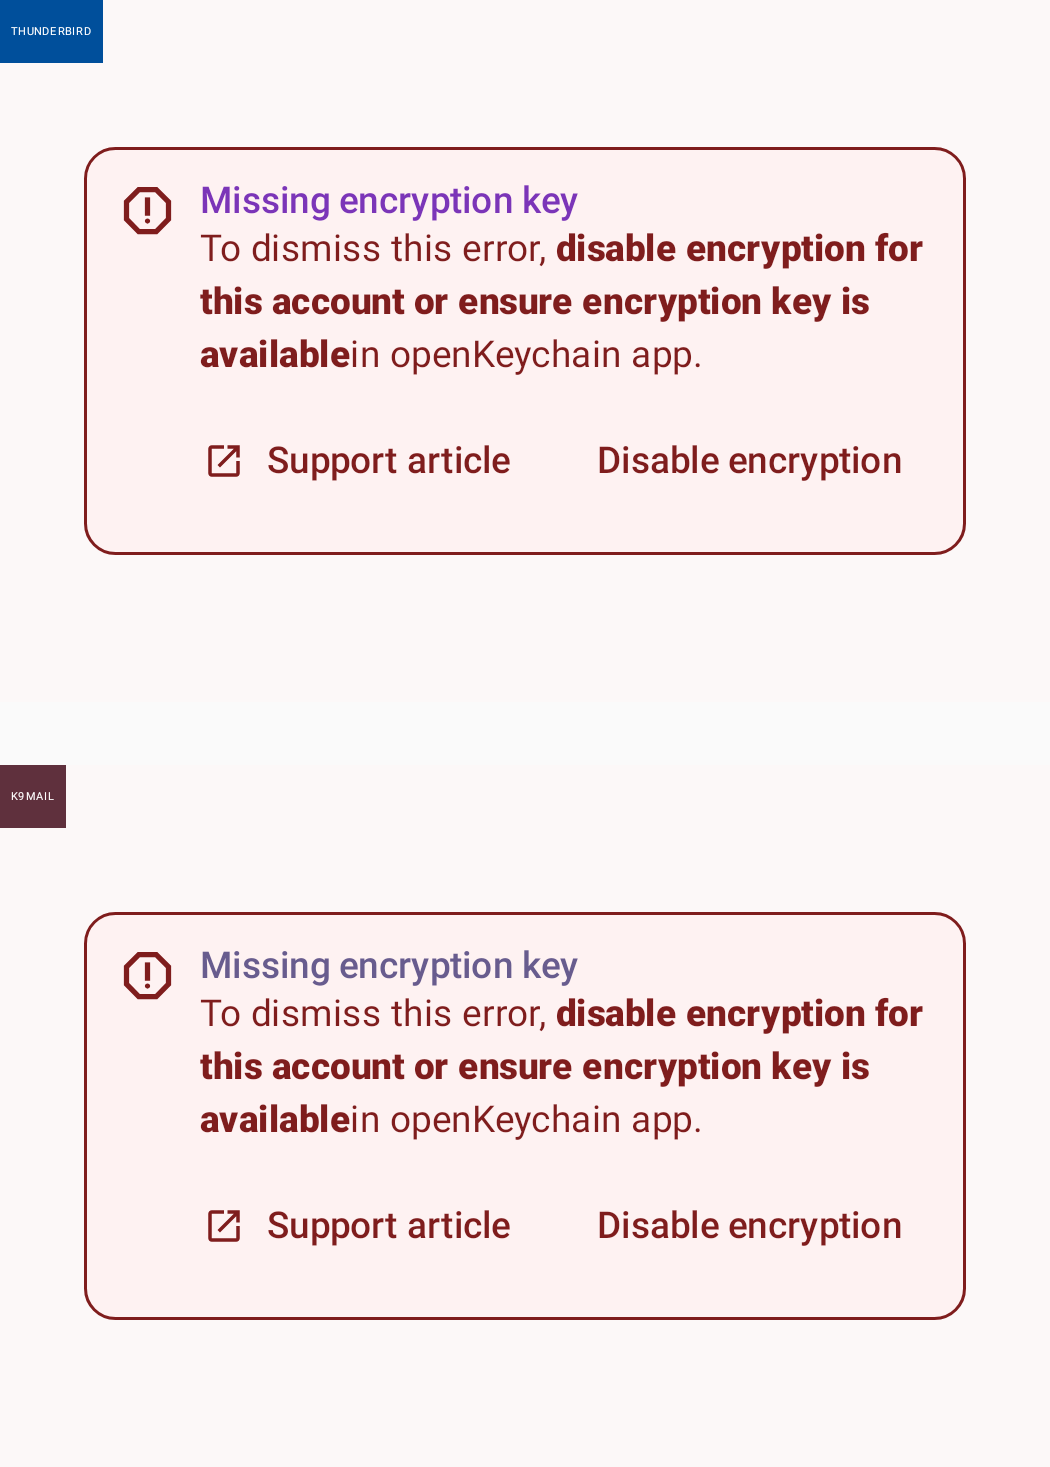 THUNDERBIRD
Missing encryption key
To dismiss this error, disable encryption for
this account or ensure encryption key is
availablein openKeychain app.
Support article
Disable encryption
K9MAIL
Missing encryption key
To dismiss this error, disable encryption for
this account or ensure encryption key is
availablein openKeychain app.
Support article
Disable encryption